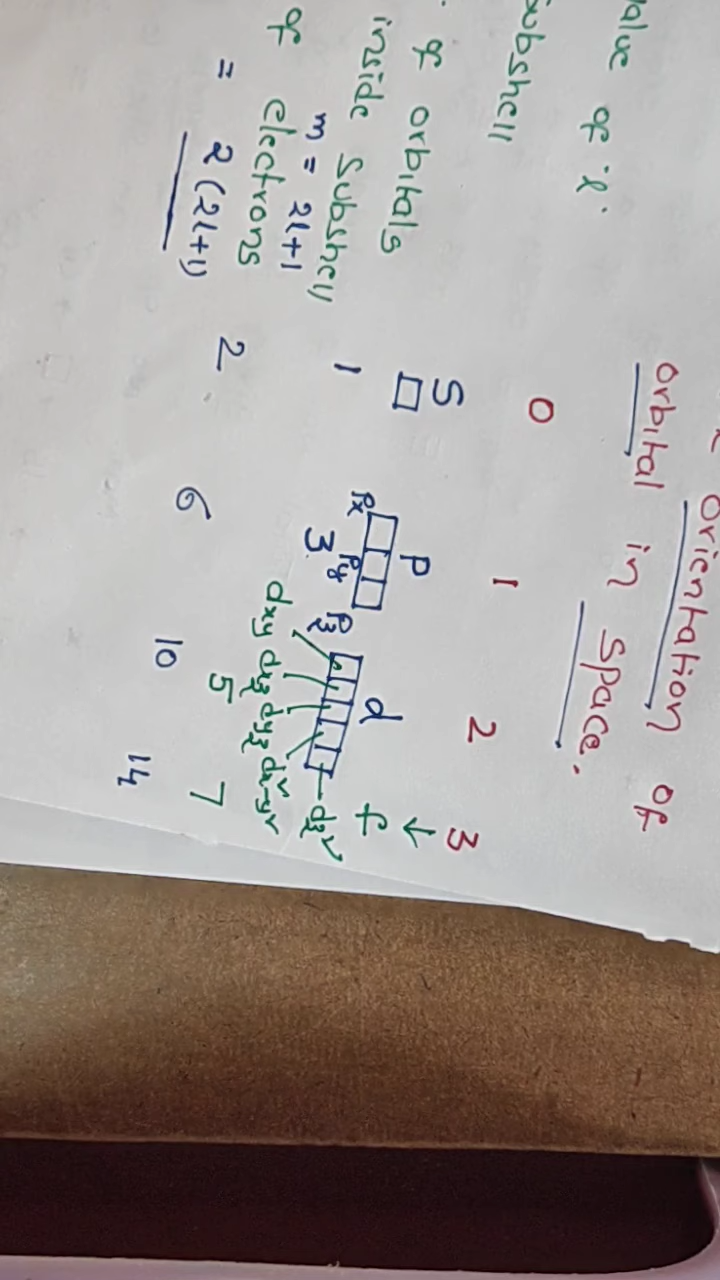 orientation of
orbital in space.
value of 'l'. 0 1 2 3
subshell S p d f
of orbitals
inside subshell Px Py Pz
m = 2l+1 1 3 5 7
dxy dxz dyz dx²-y² dz²
of electrons
= 2(2l+1) 2 6 10 14